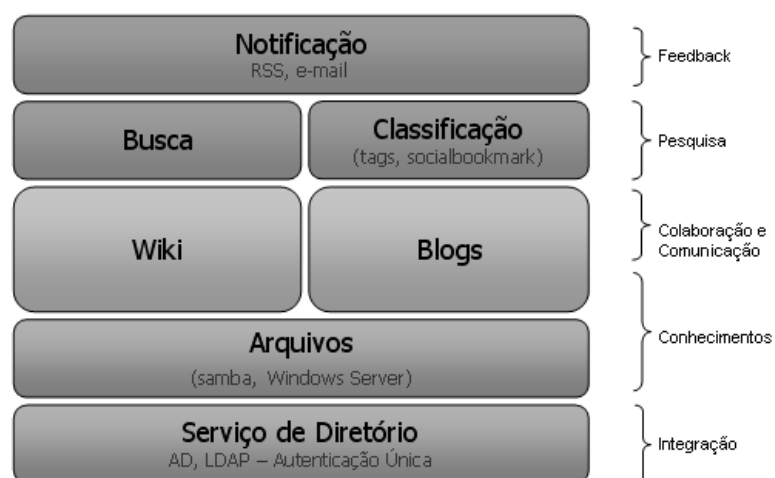 Notificação
RSS, e-mail
Feedback
Busca
Classificação
(tags, socialbookmark)
Pesquisa
Wiki
Blogs
Colaboração e
Comunicação
Arquivos
(samba, Windows Server)
Conhecimentos
Serviço de Diretório
AD, LDAP – Autenticação Única
Integração